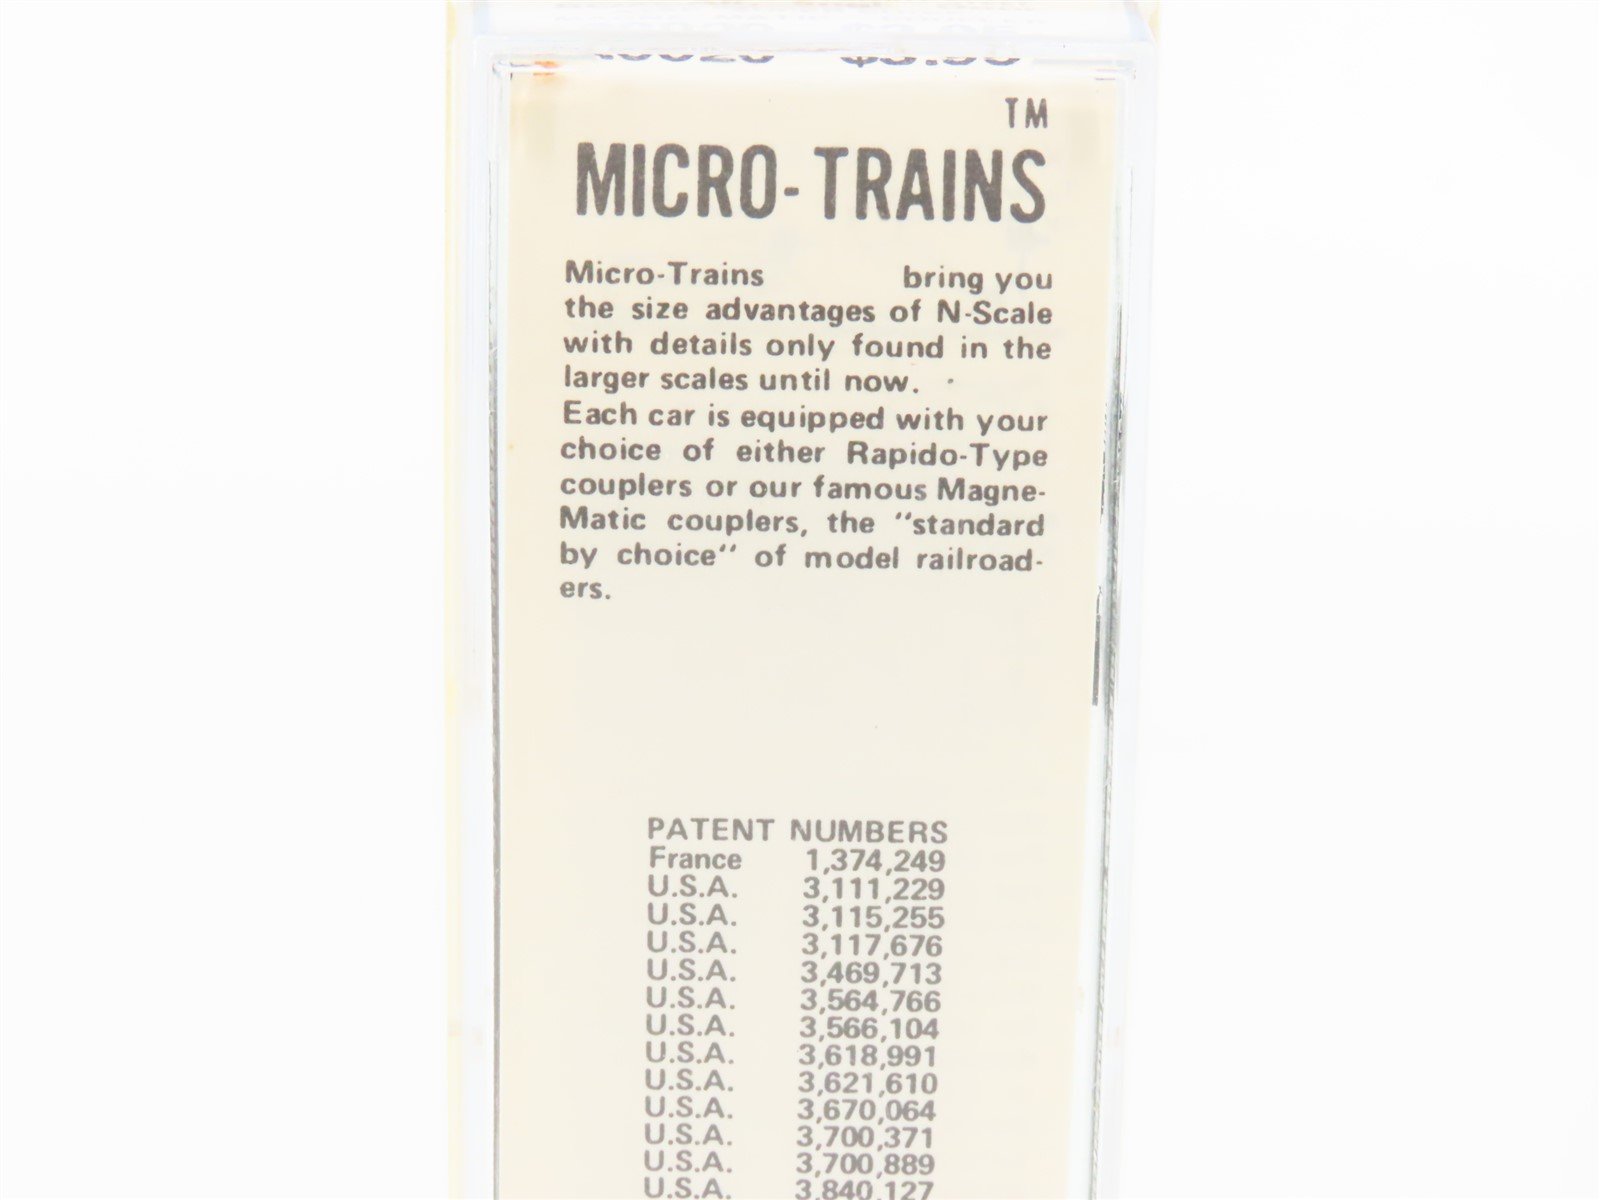 TM
MICRO-TRAINS
Micro-Trains bring you
the size advantages of N-Scale
with details only found in the
larger scales until now.
Each car is equipped with your
choice of either Rapido-Type
couplers or our famous Magne-
Matic couplers, the "standard
by choice" of model railroad-
ers.
PATENT NUMBERS
France 1,374,249
U.S.A. 3,111,229
U.S.A. 3,115,255
U.S.A. 3,117,676
U.S.A. 3,469,713
U.S.A. 3,564,766
U.S.A. 3,566,104
U.S.A. 3,618,991
U.S.A. 3,621,610
U.S.A. 3,670,064
U.S.A. 3,700,371
U.S.A. 3,700,889
U.S.A. 3,840,127